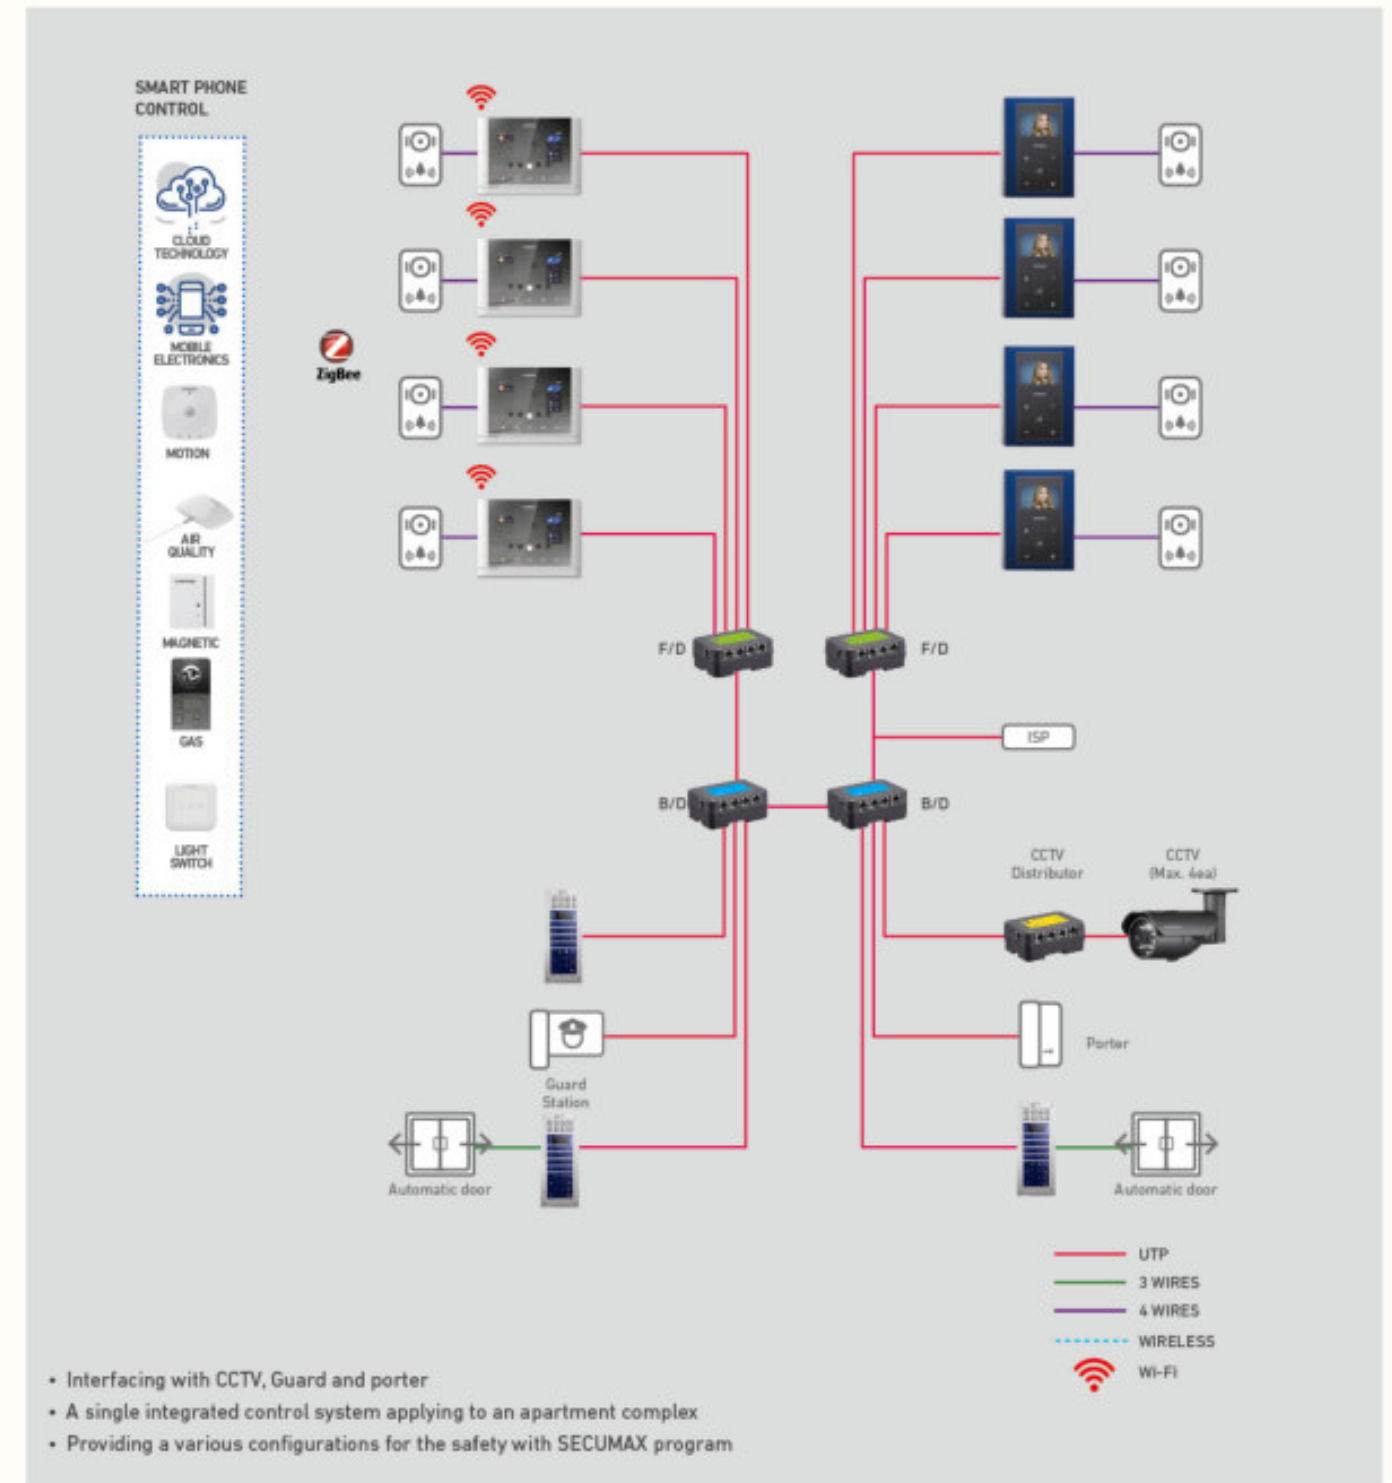 SMART PHONE
CONTROL
CLOUD
TECHNOLOGY
MOBILE
ELECTRONICS
MOTION
AIR
QUALITY
MAGNETIC
GAS
LIGHT
SWITCH
ZigBee
F/D
F/D
ISP
B/D
B/D
CCTV
Distributor
CCTV
(Max. 4ea)
Guard
Station
Porter
Automatic door
Automatic door
UTP
3 WIRES
4 WIRES
WIRELESS
Wi-Fi
• Interfacing with CCTV, Guard and porter
• A single integrated control system applying to an apartment complex
• Providing a various configurations for the safety with SECUMAX program